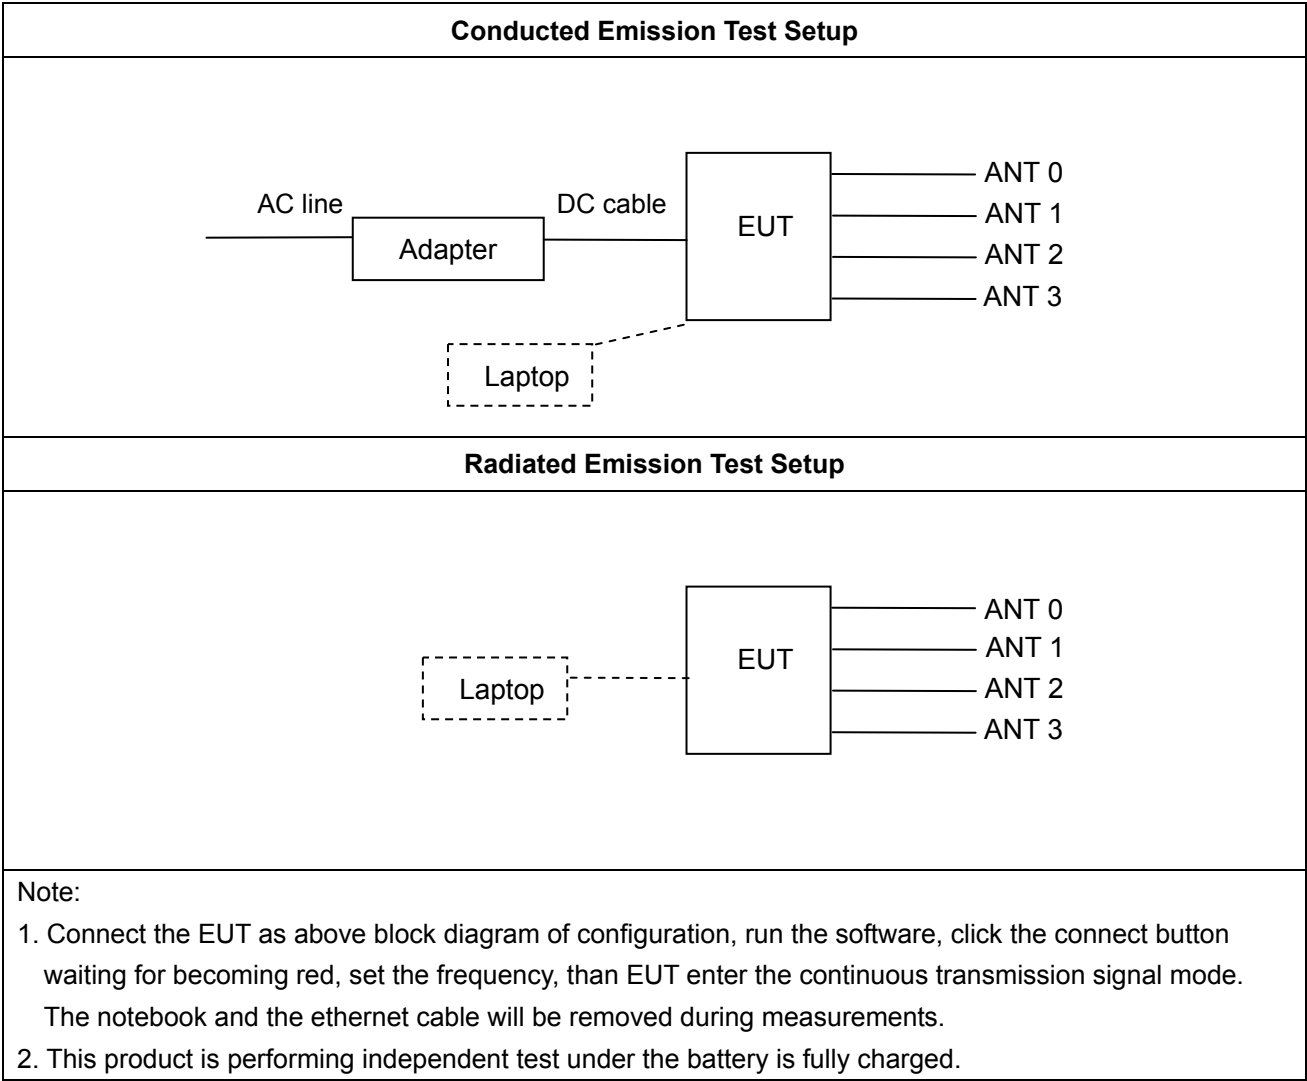 Conducted Emission Test Setup
AC line
Adapter
DC cable
EUT
ANT 0
ANT 1
ANT 2
ANT 3
Laptop
Radiated Emission Test Setup
Laptop
EUT
ANT 0
ANT 1
ANT 2
ANT 3
Note:
1. Connect the EUT as above block diagram of configuration, run the software, click the connect button
waiting for becoming red, set the frequency, than EUT enter the continuous transmission signal mode.
The notebook and the ethernet cable will be removed during measurements.
2. This product is performing independent test under the battery is fully charged.